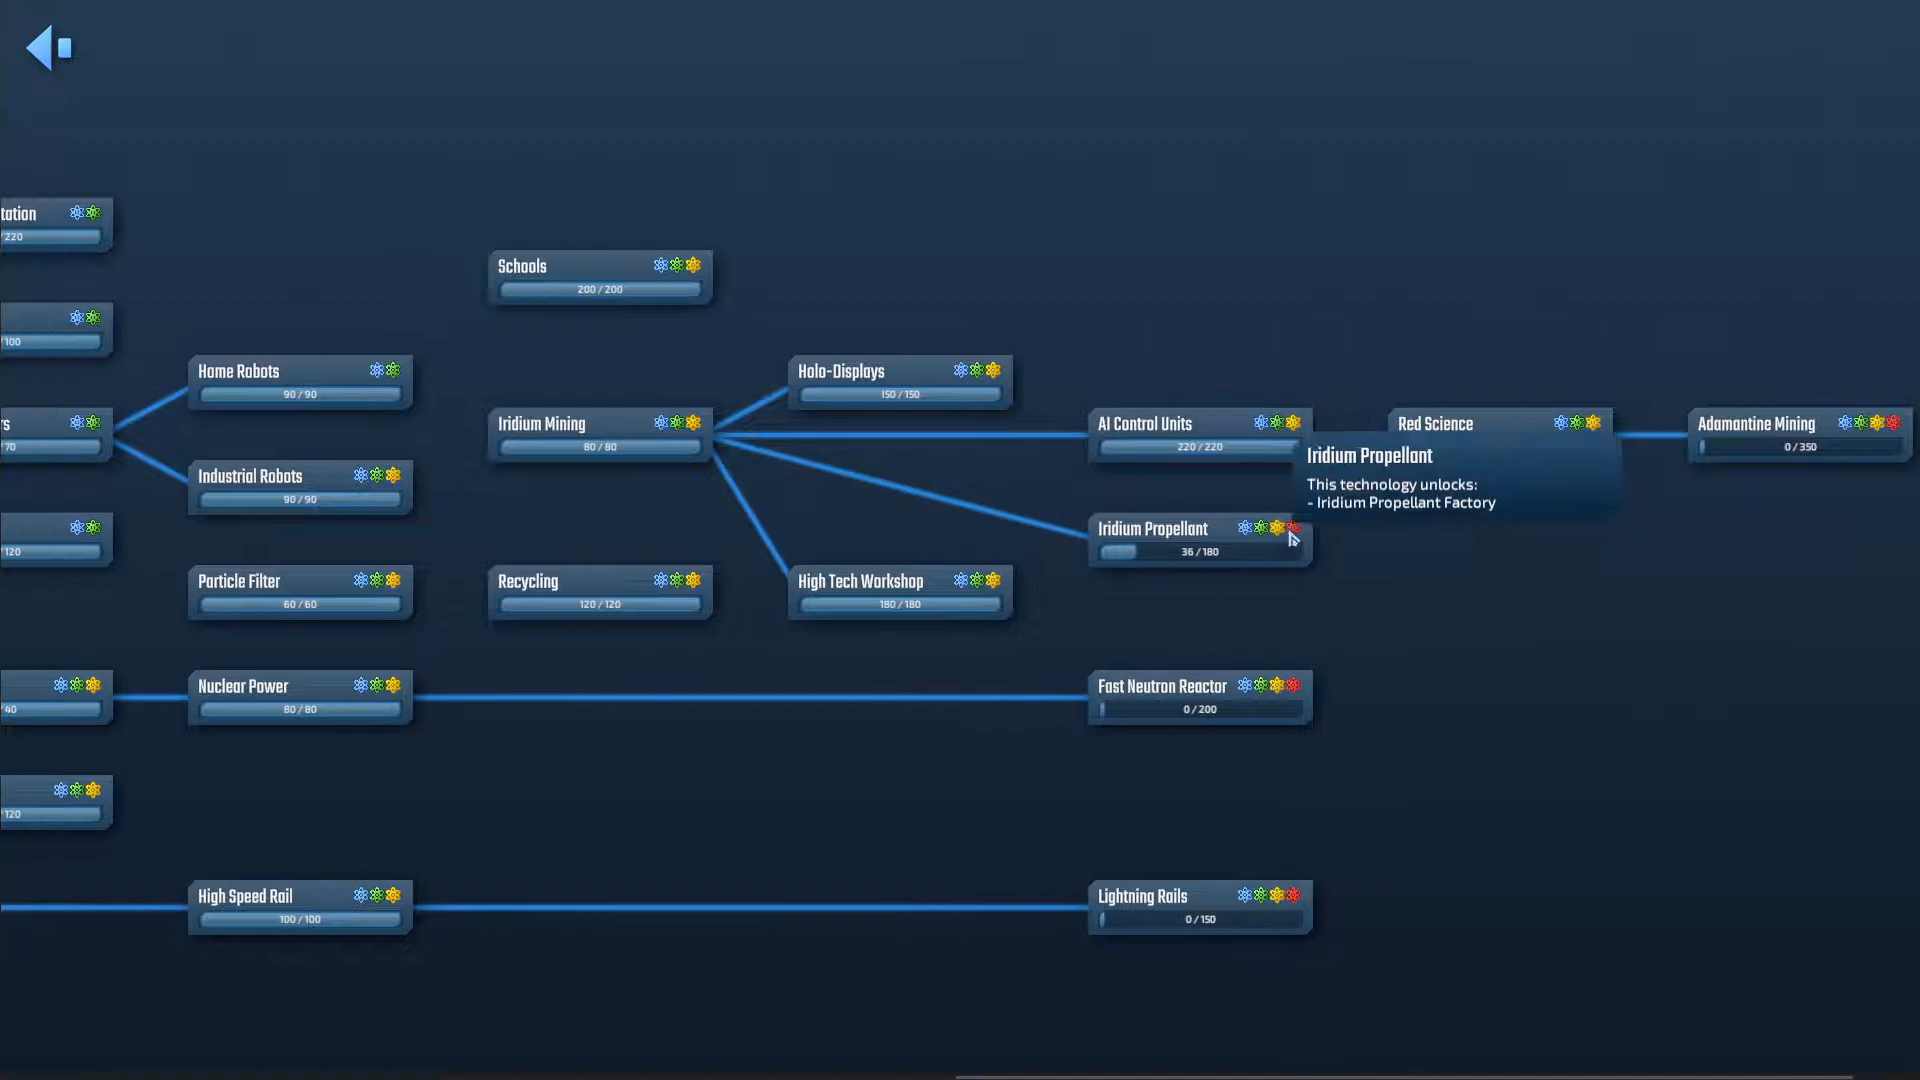 tation
220
100
s
70
120
40
120
Home Robots
90/90
Industrial Robots
90/90
Particle Filter
60/60
Nuclear Power
80/80
High Speed Rail
100/100
Schools
200/200
Iridium Mining
80/80
Recycling
120/120
Holo-Displays
150/150
High Tech Workshop
180/180
AI Control Units
220/220
Iridium Propellant
36/180
Fast Neutron Reactor
0/200
Lightning Rails
0/150
Red Science
Iridium Propellant
This technology unlocks:
- Iridium Propellant Factory
Adamantine Mining
0/350